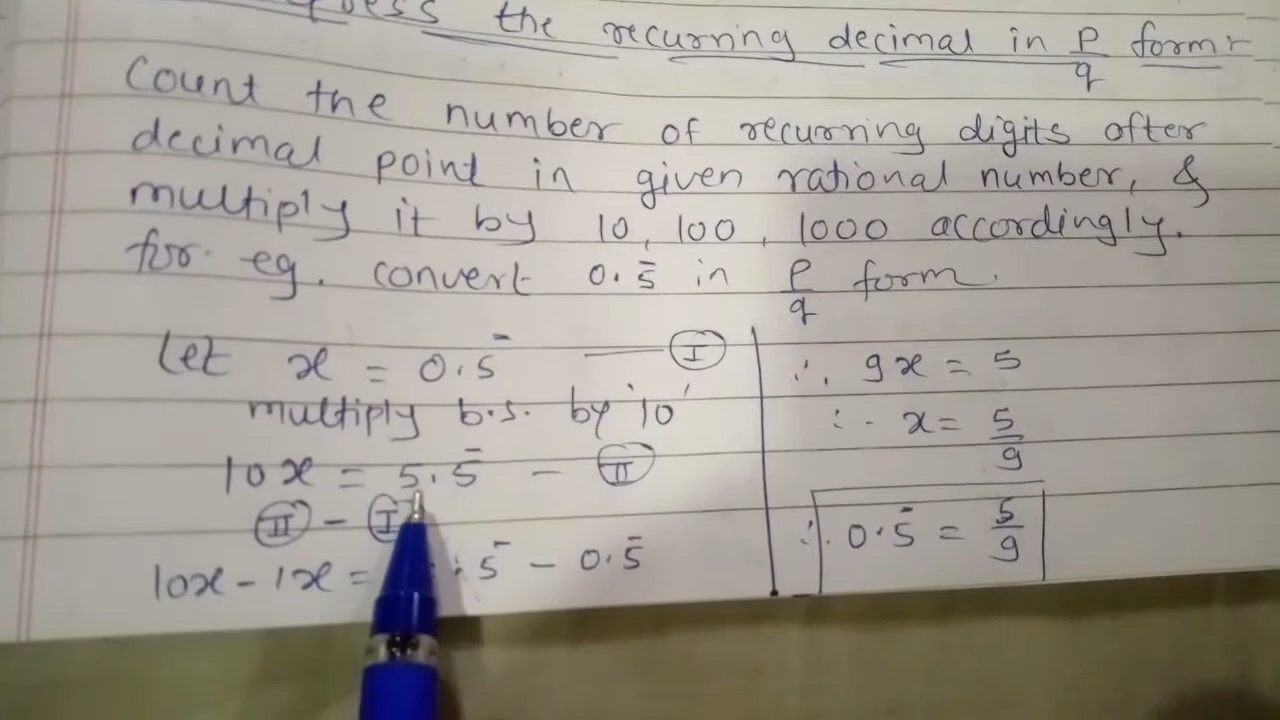 the recurring decimal in p/q form:-
Count the number of recurring digits after
decimal point in given rational number, &
multiply it by 10, 100, 1000 accordingly.
for eg. convert 0.5̄ in p/q form.
Let x = 0.5̄ — I
multiply b.s. by '10'
10x = 5.5̄ - II
II - I
10x - 1x = .5̄ - 0.5̄
∴ 9x = 5
∴ x = 5/9
∴ 0.5̄ = 5/9